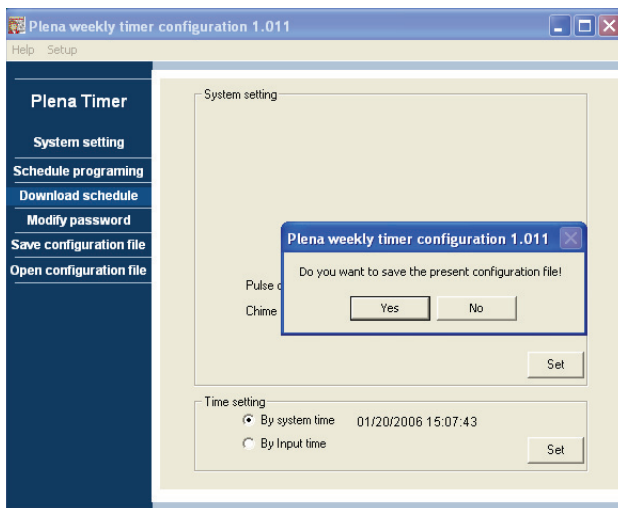 Plena weekly timer configuration 1.011
Help Setup
Plena Timer
System setting
Schedule programing
Download schedule
Modify password
Save configuration file
Open configuration file
System setting
Plena weekly timer configuration 1.011
Do you want to save the present configuration file!
Yes No
Pulse
Chime
Set
Time setting
By system time 01/20/2006 15:07:43
By Input time
Set